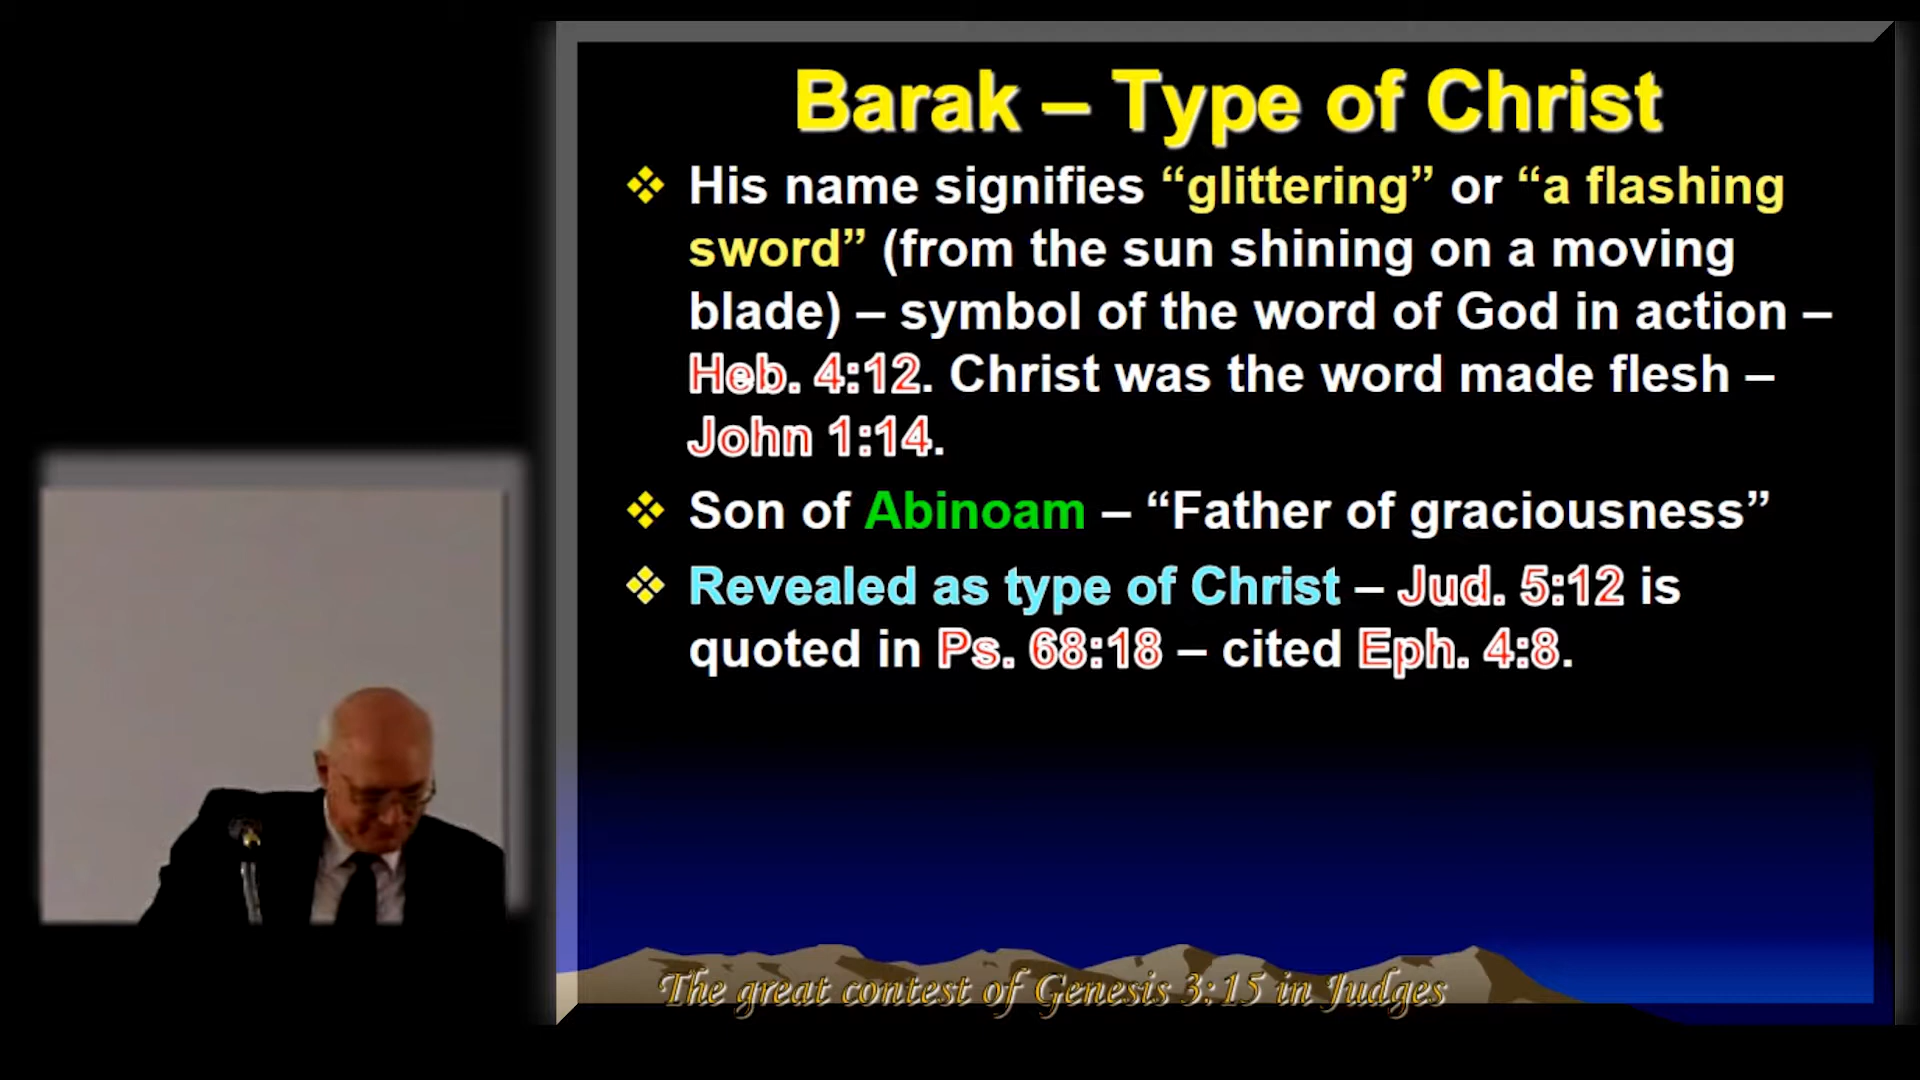 Barak – Type of Christ
❖ His name signifies “glittering” or “a flashing
sword” (from the sun shining on a moving
blade) – symbol of the word of God in action –
Heb. 4:12. Christ was the word made flesh –
John 1:14.
❖ Son of Abinoam – “Father of graciousness”
❖ Revealed as type of Christ – Jud. 5:12 is
quoted in Ps. 68:18 – cited Eph. 4:8.
The great contest of Genesis 3:15 in Judges